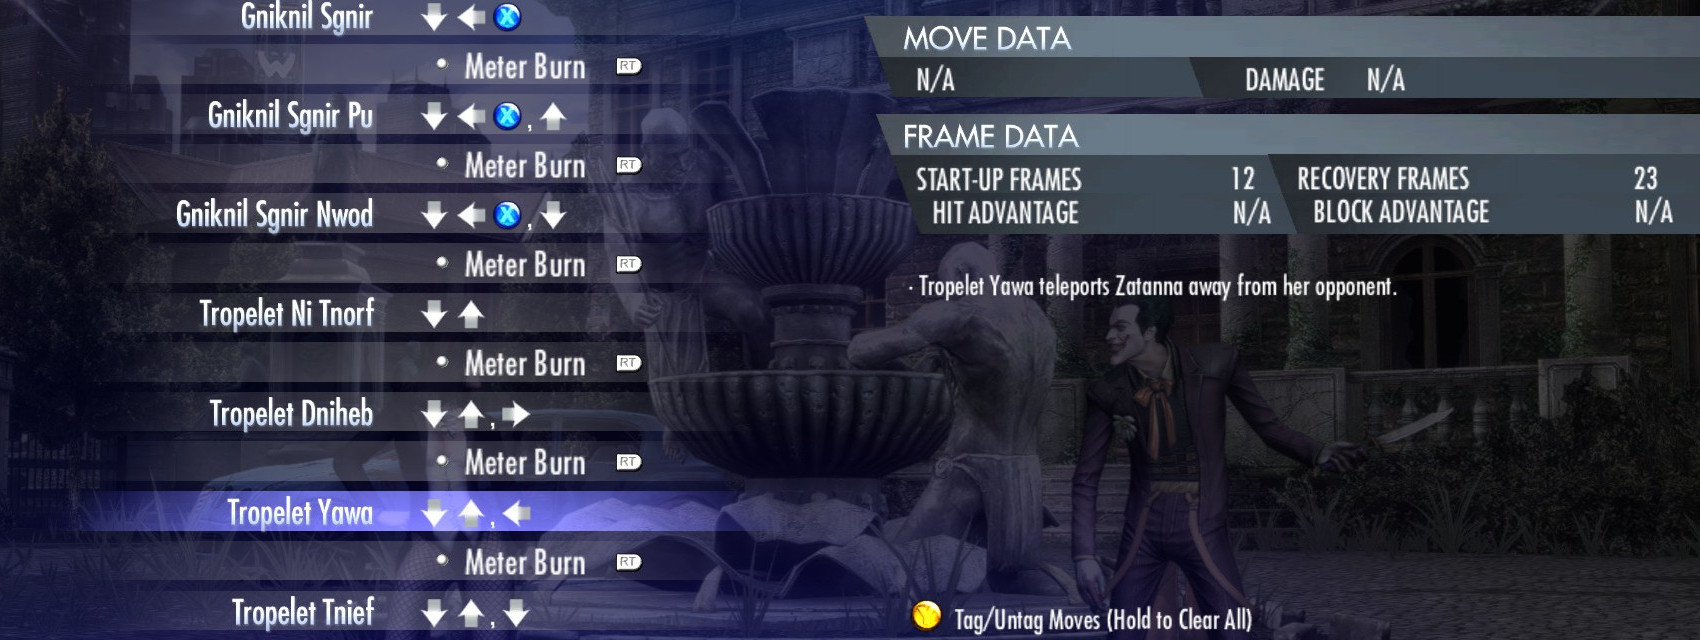 Gniknil Sgnir X
Meter Burn RT
Gniknil Sgnir Pu X ,
Meter Burn RT
Gniknil Sgnir Nwod X ,
Meter Burn RT
Tropelet Ni Tnorf
Meter Burn RT
Tropelet Dniheb ,
Meter Burn RT
Tropelet Yawa ,
Meter Burn RT
Tropelet Tnief ,
MOVE DATA
N/A DAMAGE N/A
FRAME DATA
START-UP FRAMES 12 RECOVERY FRAMES 23
HIT ADVANTAGE N/A BLOCK ADVANTAGE N/A
· Tropelet Yawa teleports Zatanna away from her opponent.
Y Tag/Untag Moves (Hold to Clear All)